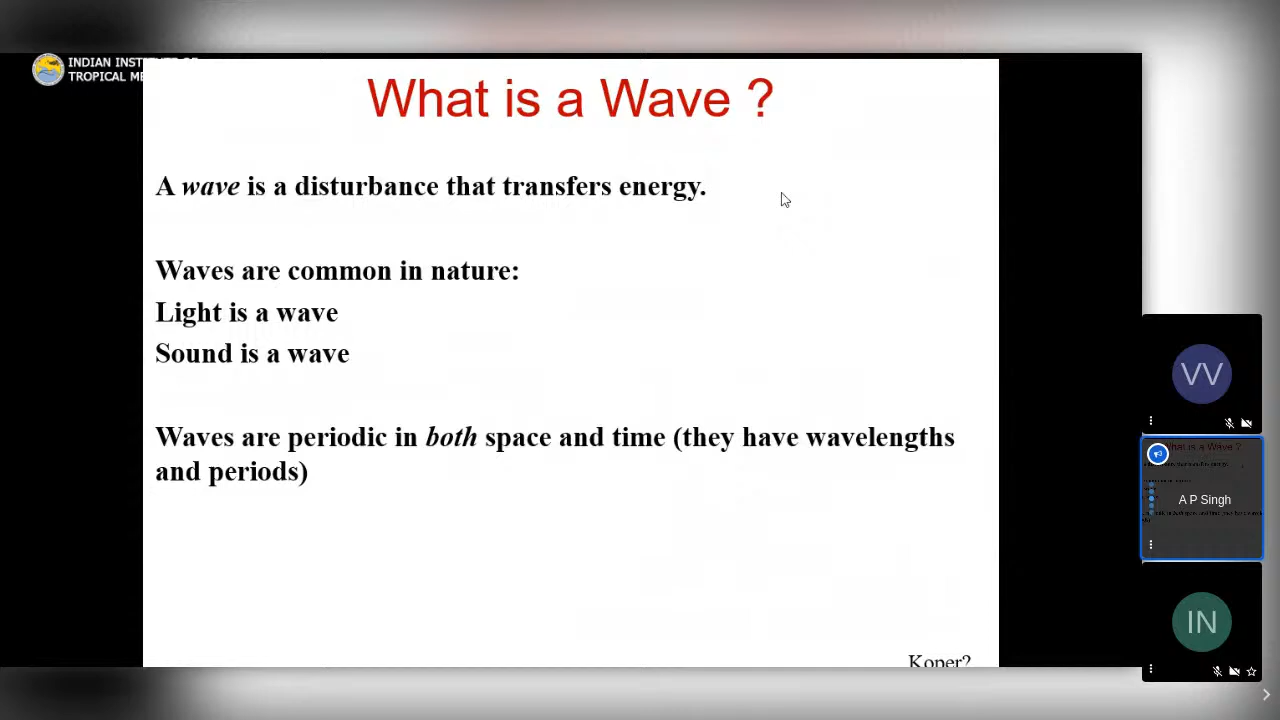 INDIAN INST
TROPICAL ME
What is a Wave ?
A wave is a disturbance that transfers energy.
Waves are common in nature:
Light is a wave
Sound is a wave
Waves are periodic in both space and time (they have wavelengths
and periods)
Koper?
VV
A P Singh
IN